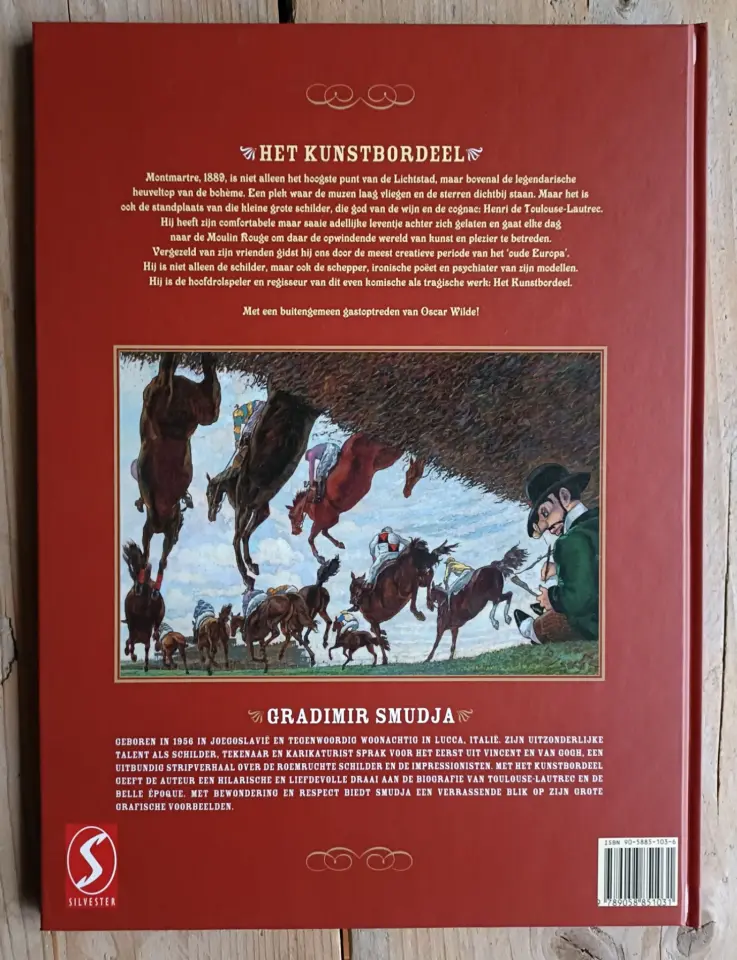 HET KUNSTBORDEEL
Montmartre, 1889, is niet alleen het hoogste punt van de Lichtstad, maar bovenal de legendarische
heuveltop van de bohème. Een plek waar de muzen laag vliegen en de sterren dichtbij staan. Maar het is
ook de standplaats van die kleine grote schilder, die god van de wijn en de cognac: Henri de Toulouse-Lautrec.
Hij heeft zijn comfortabele maar saaie adellijke leventje achter zich gelaten en gaat elke dag
naar de Moulin Rouge om daar de opwindende wereld van kunst en plezier te betreden.
Vergezeld van zijn vrienden gidst hij ons door de meest creatieve periode van het 'oude Europa'.
Hij is niet alleen de schilder, maar ook de schepper, ironische poëet en psychiater van zijn modellen.
Hij is de hoofdrolspeler en regisseur van dit even komische als tragische werk: Het Kunstbordeel.
Met een buitengemeen gastoptreden van Oscar Wilde!
GRADIMIR SMUDJA
GEBOREN IN 1956 IN JOEGOSLAVIË EN TEGENWOORDIG WOONACHTIG IN LUCCA, ITALIË. ZIJN UITZONDERLIJKE
TALENT ALS SCHILDER, TEKENAAR EN KARIKATURIST SPRAK VOOR HET EERST UIT VINCENT EN VAN GOGH, EEN
UITBUNDIG STRIPVERHAAL OVER DE ROEMRUCHTE SCHILDER EN DE IMPRESSIONISTEN. MET HET KUNSTBORDEEL
GEEFT DE AUTEUR EEN HILARISCHE EN LIEFDEVOLLE DRAAI AAN DE BIOGRAFIE VAN TOULOUSE-LAUTREC EN DE
BELLE ÉPOQUE. MET BEWONDERING EN RESPECT BIEDT SMUDJA EEN VERRASSENDE BLIK OP ZIJN GROTE
GRAFISCHE VOORBEELDEN.
SILVESTER
ISBN 90-5885-103-6
9 789058 851031